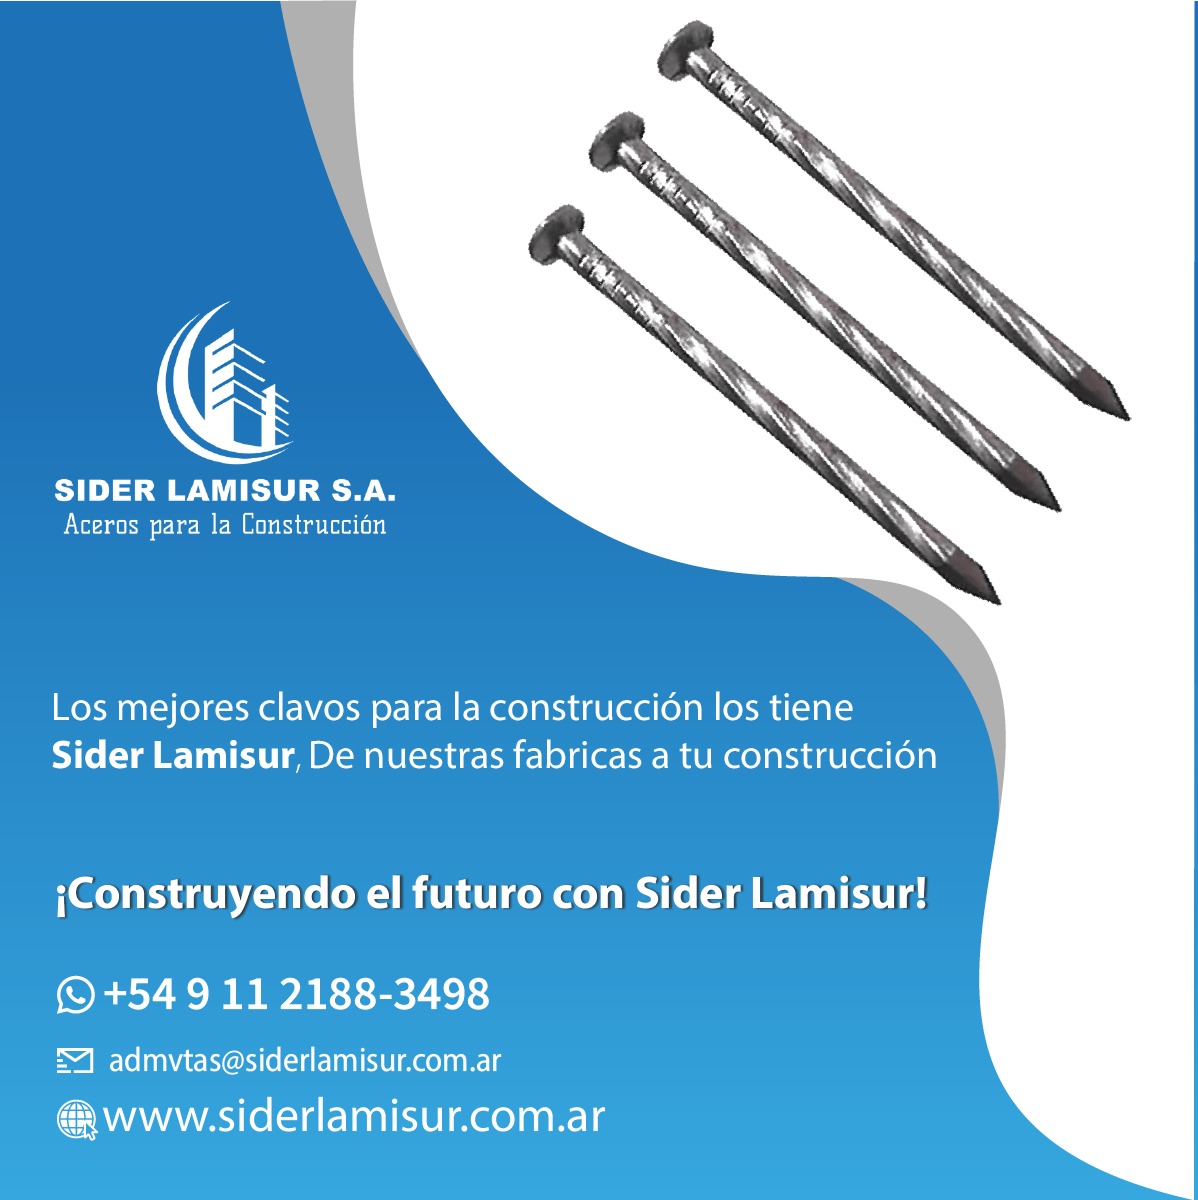 SIDER LAMISUR S.A.
Aceros para la Construcción
Los mejores clavos para la construcción los tiene
Sider Lamisur, De nuestras fabricas a tu construcción
¡Construyendo el futuro con Sider Lamisur!
+54 9 11 2188-3498
admvtas@siderlamisur.com.ar
www.siderlamisur.com.ar